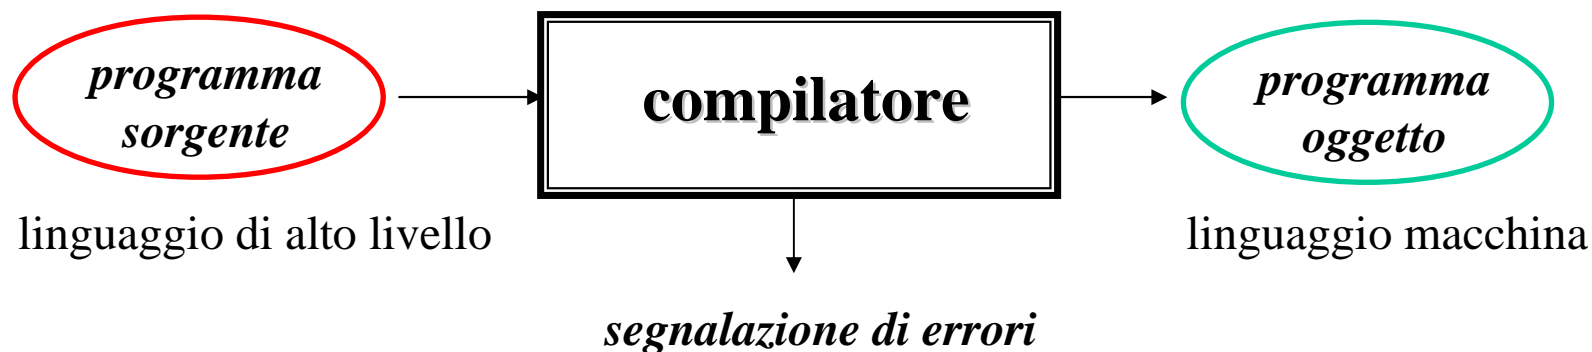 programma
sorgente
compilatore
programma
oggetto
linguaggio di alto livello
linguaggio macchina
segnalazione di errori